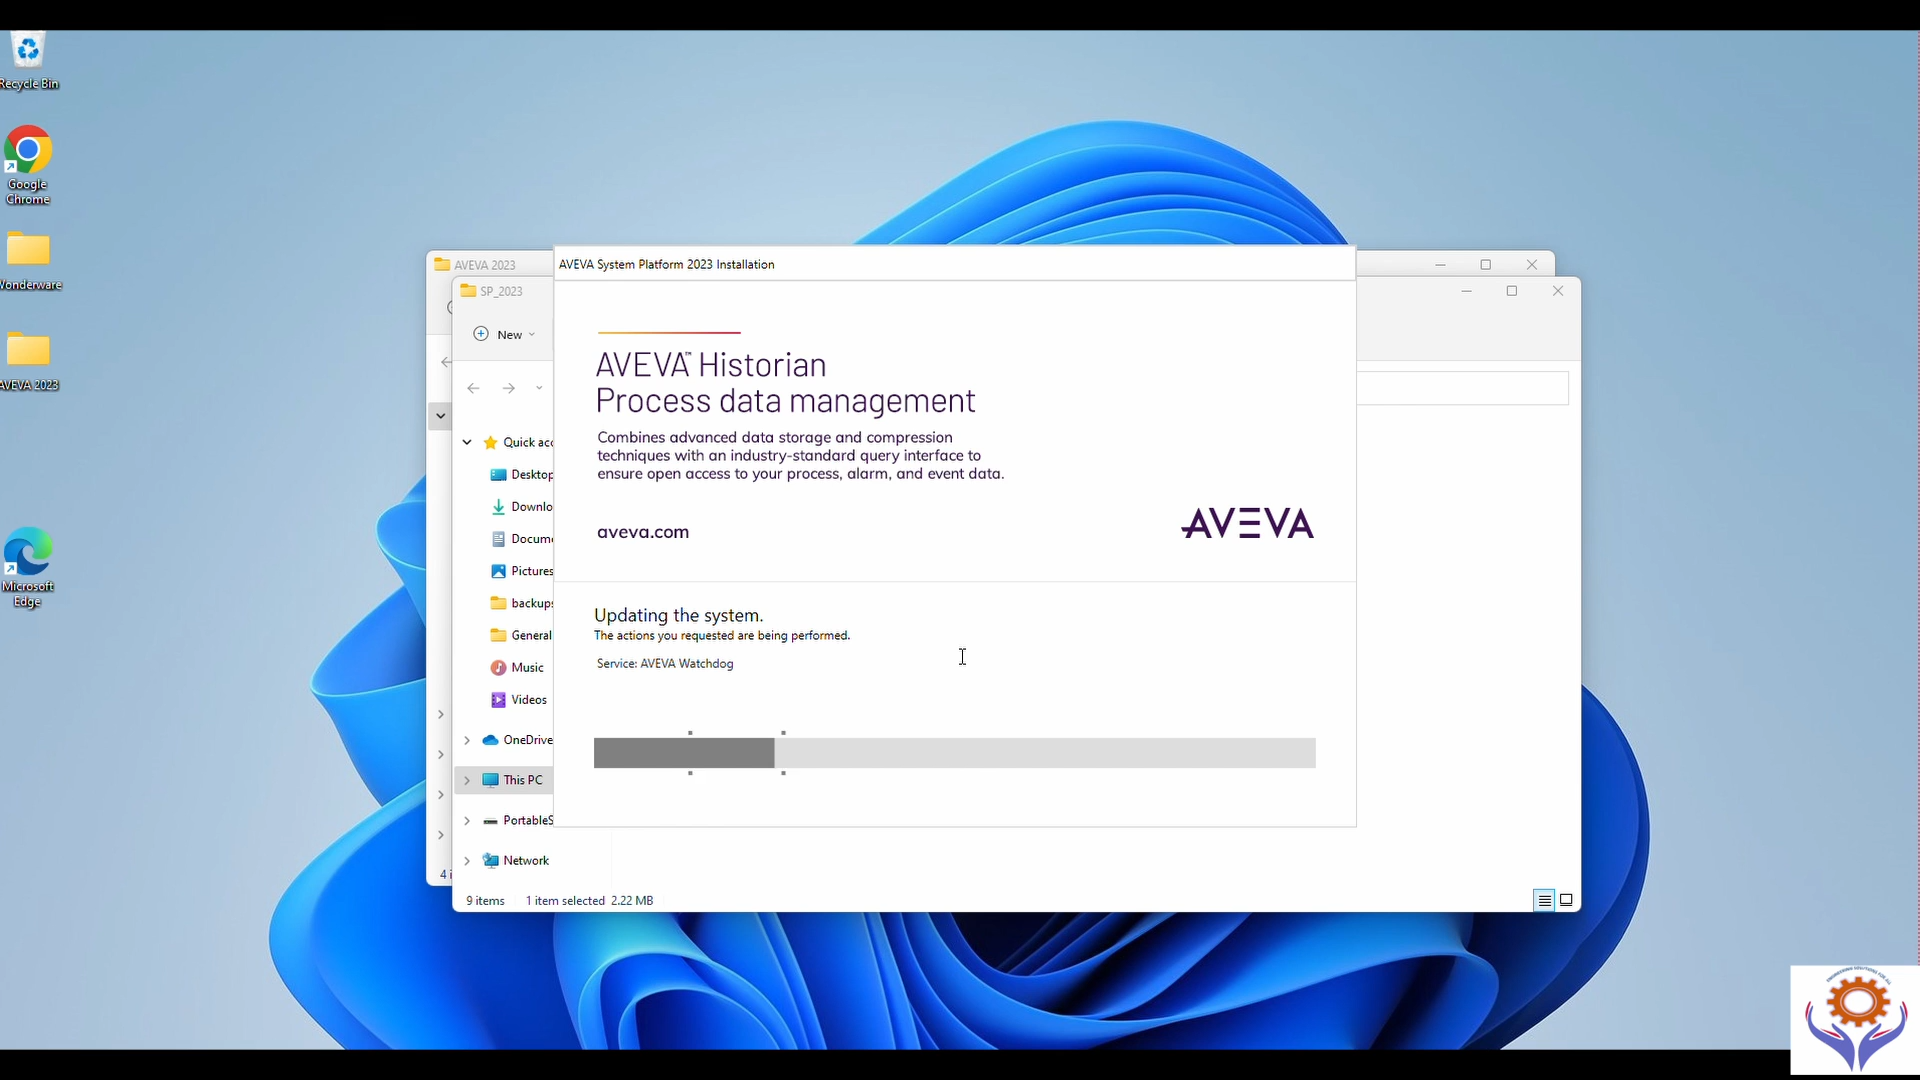 Recycle Bin
Google
Chrome
Wonderware
AVEVA 2023
Microsoft
Edge
AVEVA 2023
SP_2023
New
Quick acc
Desktop
Downlo
Docume
Pictures
backups
General
Music
Videos
OneDrive
This PC
PortableS
Network
4 i
9 items
1 item selected 2.22 MB
AVEVA System Platform 2023 Installation
AVEVA™ Historian
Process data management
Combines advanced data storage and compression
techniques with an industry-standard query interface to
ensure open access to your process, alarm, and event data.
aveva.com
AVEVA
Updating the system.
The actions you requested are being performed.
Service: AVEVA Watchdog